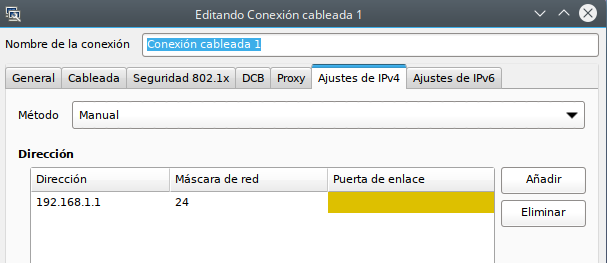 Editando Conexión cableada 1
Nombre de la conexión Conexión cableada 1
General Cableada Seguridad 802.1x DCB Proxy Ajustes de IPv4 Ajustes de IPv6
Método Manual
Dirección
Dirección Máscara de red Puerta de enlace Añadir
192.168.1.1 24 Eliminar